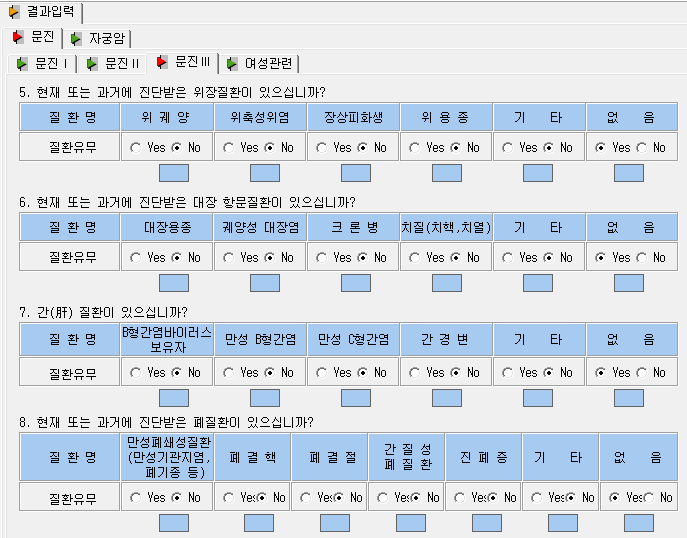 결과입력
문진 자궁암
문진Ⅰ 문진Ⅱ 문진Ⅲ 여성관련
5. 현재 또는 과거에 진단받은 위장질환이 있으십니까?
질 환 명 위 궤 양 위축성위염 장상피화생 위 용 종 기 타 없 음
질환유무 Yes No Yes No Yes No Yes No Yes No Yes No
6. 현재 또는 과거에 진단받은 대장 항문질환이 있으십니까?
질 환 명 대장용종 궤양성 대장염 크 론 병 치질(치핵,치열) 기 타 없 음
질환유무 Yes No Yes No Yes No Yes No Yes No Yes No
7. 간(肝) 질환이 있으십니까?
질 환 명 B형간염바이러스 보유자 만성 B형간염 만성 C형간염 간 경 변 기 타 없 음
질환유무 Yes No Yes No Yes No Yes No Yes No Yes No
8. 현재 또는 과거에 진단받은 폐질환이 있으십니까?
질 환 명 만성폐쇄성질환 (만성기관지염, 폐기종 등) 폐 결 핵 폐 결 절 간 질 성 폐 질 환 진 폐 증 기 타 없 음
질환유무 Yes No Yes No Yes No Yes No Yes No Yes No Yes No